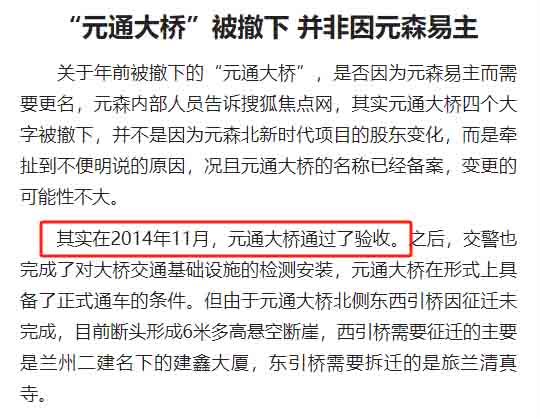 “元通大桥”被撤下 并非因元森易主
关于年前被撤下的“元通大桥”，是否因为元森易主而需
要更名，元森内部人员告诉搜狐焦点网，其实元通大桥四个大
字被撤下，并不是因为元森北新时代项目的股东变化，而是牵
扯到不便明说的原因，况且元通大桥的名称已经备案，变更的
可能性不大。
其实在2014年11月，元通大桥通过了验收。之后，交警也
完成了对大桥交通基础设施的检测安装，元通大桥在形式上具
备了正式通车的条件。但由于元通大桥北侧东西引桥因征迁未
完成，目前断头形成6米多高悬空断崖，西引桥需要征迁的主要
是兰州二建名下的建鑫大厦，东引桥需要拆迁的是旅兰清真
寺。